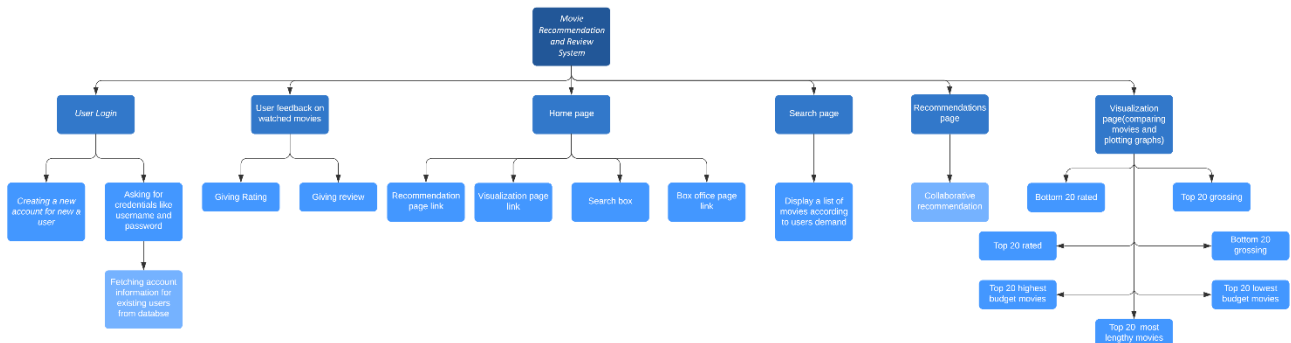 Movie
Recommendation
and Review
System
User Login
User feedback on
watched movies
Home page
Search page
Recommendations
page
Visualization
page(comparing
movies and
plotting graphs)
Creating a new
account for new a
user
Asking for
credentials like
username and
password
Giving Rating
Giving review
Recommendation
page link
Visualization page
link
Search box
Box office page
link
Display a list of
movies according
to users demand
Collaborative
recommendation
Bottom 20 rated
Top 20 grossing
Top 20 rated
Bottom 20
grossing
Fetching account
information for
existing users
from databse
Top 20 highest
budget movies
Top 20 lowest
budget movies
Top 20 most
lengthy movies